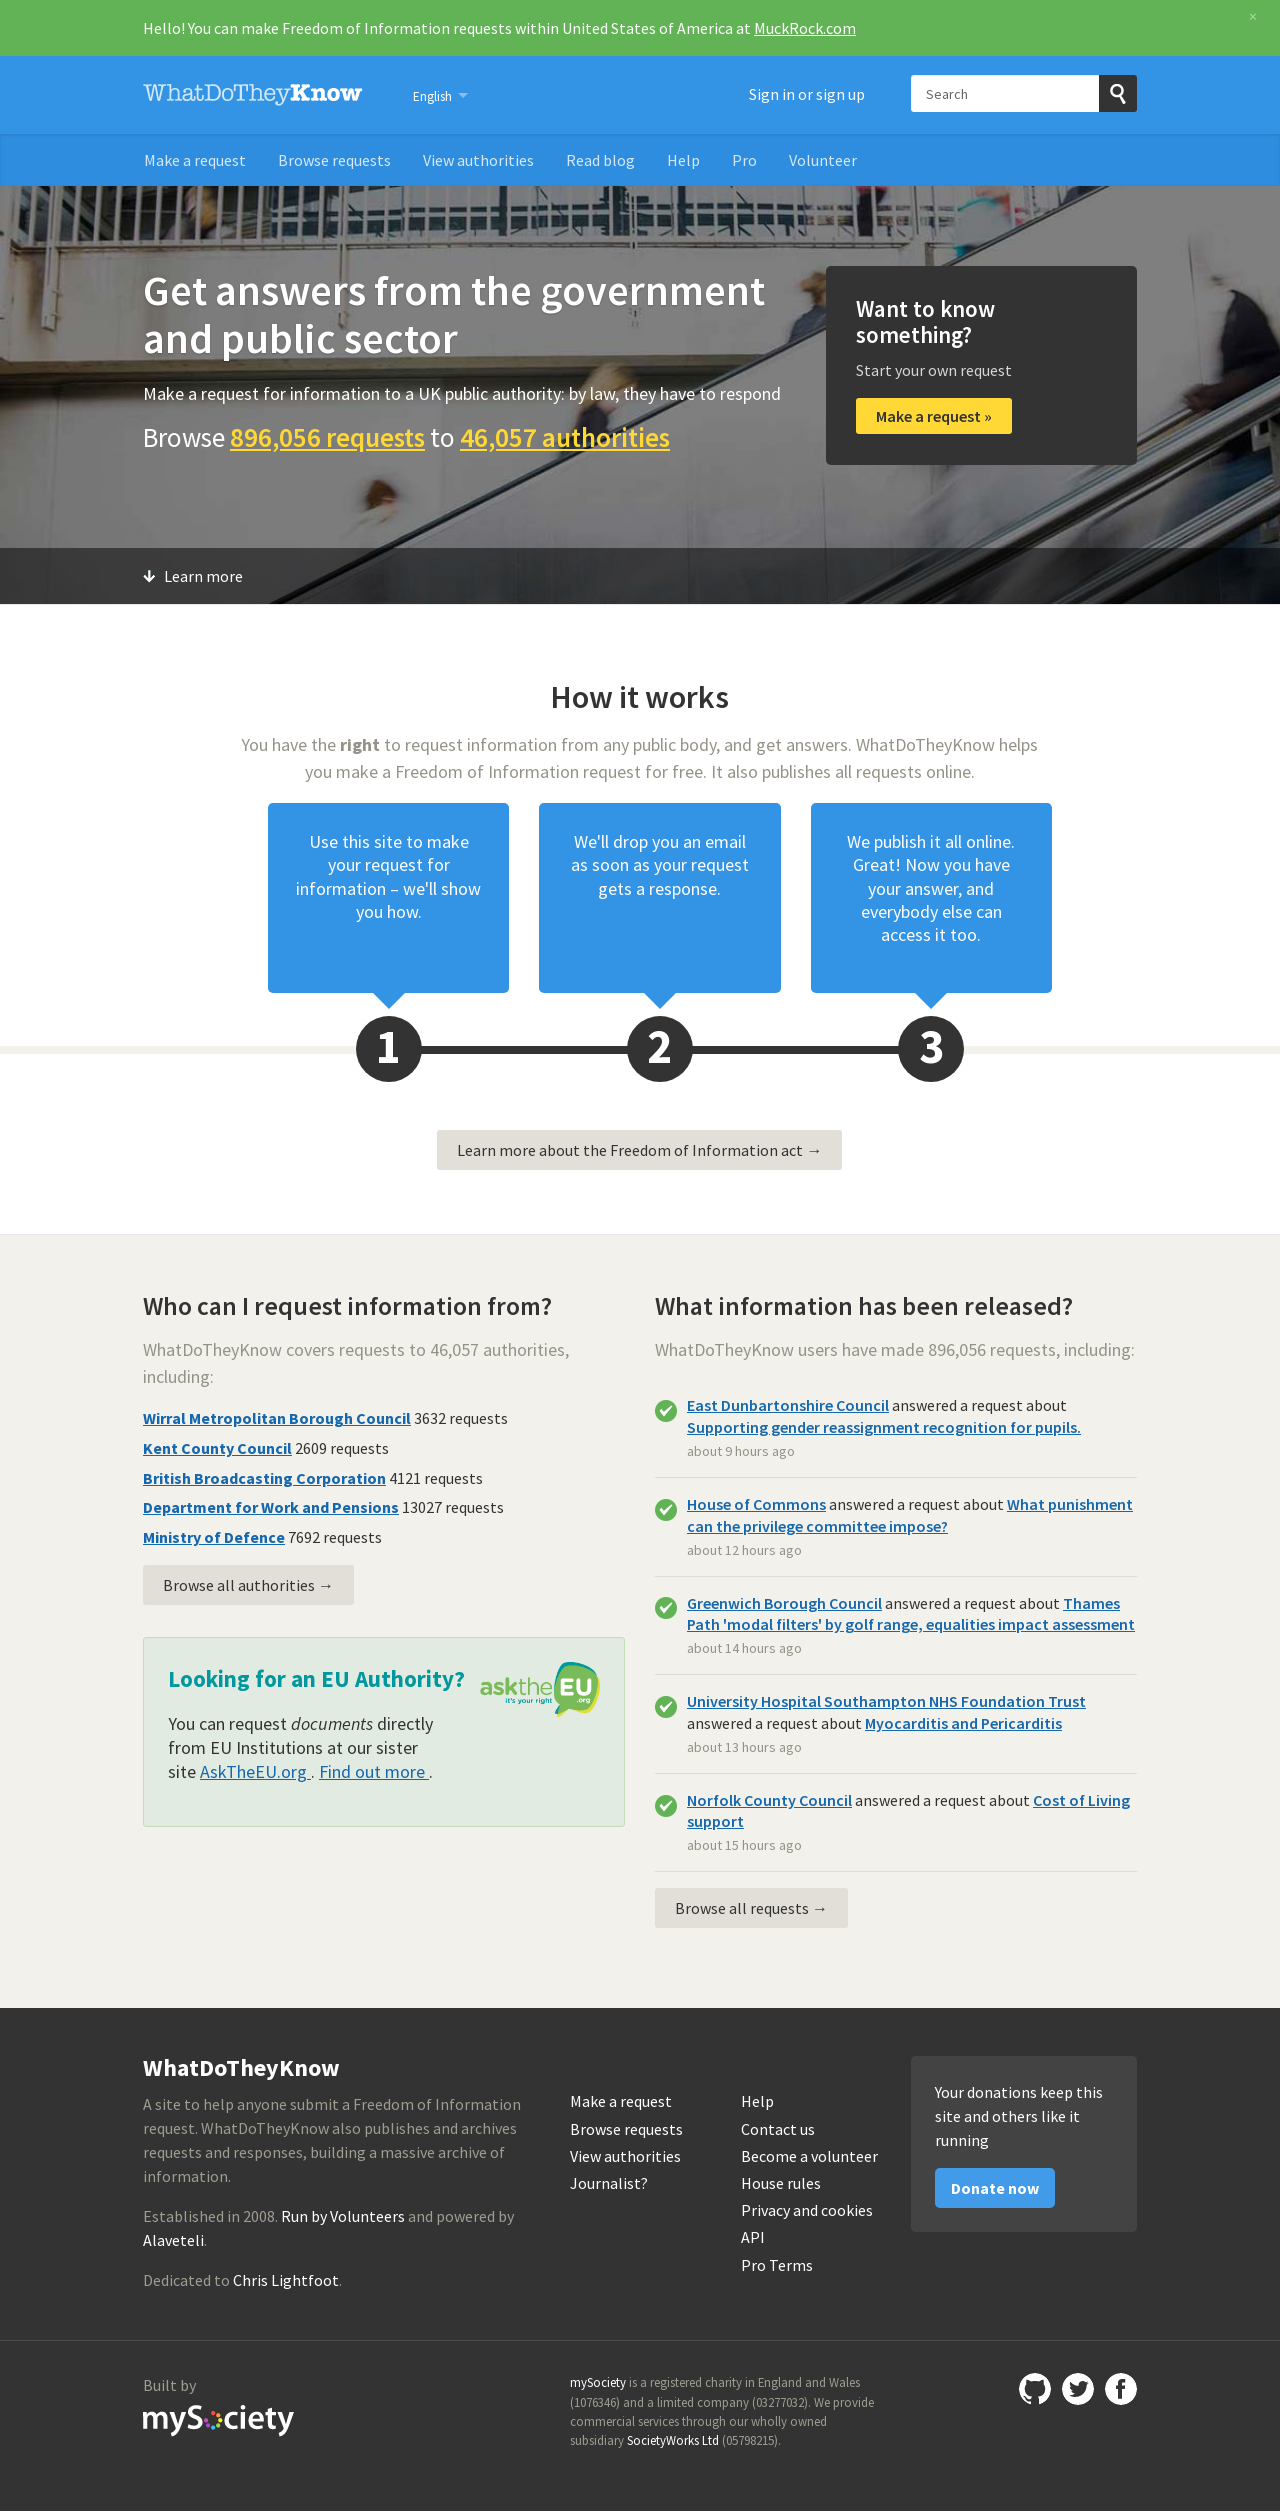 Hello! You can make Freedom of Information requests within United States of America at MuckRock.com
×
WhatDoTheyKnow
English
Sign in or sign up
Search
Make a request
Browse requests
View authorities
Read blog
Help
Pro
Volunteer
Get answers from the government
and public sector
Make a request for information to a UK public authority: by law, they have to respond
Browse 896,056 requests to 46,057 authorities
Want to know
something?
Start your own request
Make a request »
Learn more
How it works
You have the right to request information from any public body, and get answers. WhatDoTheyKnow helps
you make a Freedom of Information request for free. It also publishes all requests online.
Use this site to make
your request for
information – we'll show
you how.
We'll drop you an email
as soon as your request
gets a response.
We publish it all online.
Great! Now you have
your answer, and
everybody else can
access it too.
1
2
3
Learn more about the Freedom of Information act →
Who can I request information from?
WhatDoTheyKnow covers requests to 46,057 authorities,
including:
Wirral Metropolitan Borough Council 3632 requests
Kent County Council 2609 requests
British Broadcasting Corporation 4121 requests
Department for Work and Pensions 13027 requests
Ministry of Defence 7692 requests
Browse all authorities →
Looking for an EU Authority?
asktheEU
it's your right
.org
You can request documents directly
from EU Institutions at our sister
site AskTheEU.org . Find out more .
What information has been released?
WhatDoTheyKnow users have made 896,056 requests, including:
East Dunbartonshire Council answered a request about
Supporting gender reassignment recognition for pupils.
about 9 hours ago
House of Commons answered a request about What punishment
can the privilege committee impose?
about 12 hours ago
Greenwich Borough Council answered a request about Thames
Path 'modal filters' by golf range, equalities impact assessment
about 14 hours ago
University Hospital Southampton NHS Foundation Trust
answered a request about Myocarditis and Pericarditis
about 13 hours ago
Norfolk County Council answered a request about Cost of Living
support
about 15 hours ago
Browse all requests →
WhatDoTheyKnow
A site to help anyone submit a Freedom of Information
request. WhatDoTheyKnow also publishes and archives
requests and responses, building a massive archive of
information.
Established in 2008. Run by Volunteers and powered by
Alaveteli.
Dedicated to Chris Lightfoot.
Make a request
Browse requests
View authorities
Journalist?
Help
Contact us
Become a volunteer
House rules
Privacy and cookies
API
Pro Terms
Your donations keep this
site and others like it
running
Donate now
Built by
mySociety
mySociety is a registered charity in England and Wales
(1076346) and a limited company (03277032). We provide
commercial services through our wholly owned
subsidiary SocietyWorks Ltd (05798215).